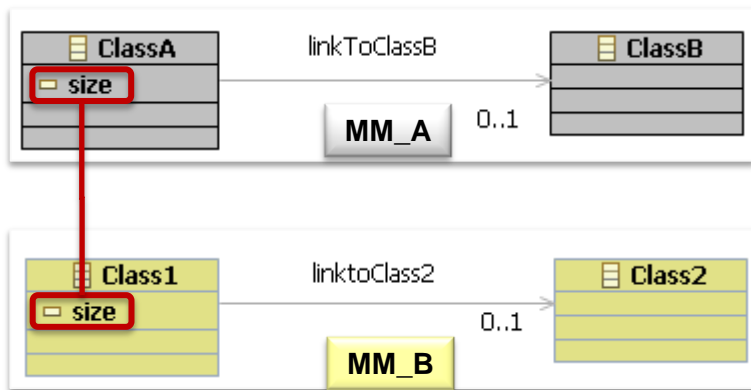 ClassA
linkToClassB
ClassB
size
MM_A
0..1
Class1
linktoClass2
Class2
size
0..1
MM_B